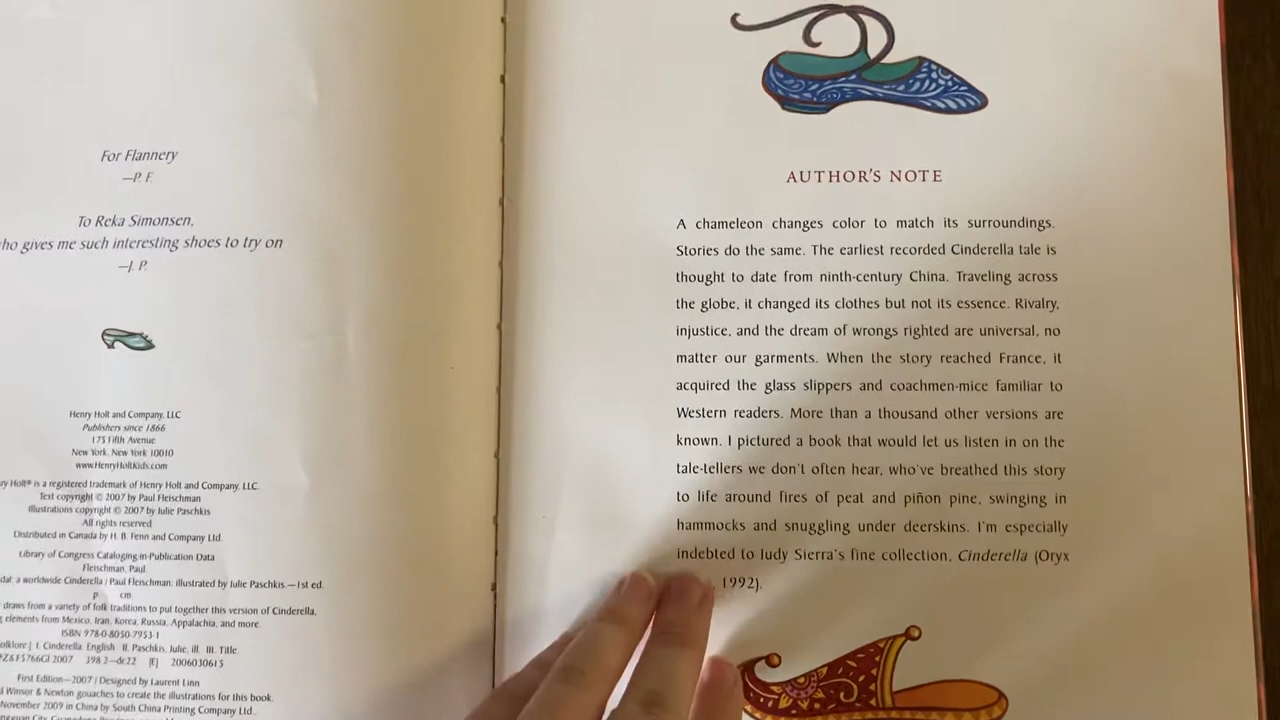 For Flannery
—P. F.
To Reka Simonsen,
who gives me such interesting shoes to try on
—J. P.
Henry Holt and Company, LLC
Publishers since 1866
175 Fifth Avenue
New York, New York 10010
www.HenryHoltKids.com
Holt® is a registered trademark of Henry Holt and Company, LLC.
Text copyright © 2007 by Paul Fleischman
Illustrations copyright © 2007 by Julie Paschkis
All rights reserved
Distributed in Canada by H. B. Fenn and Company Ltd.
Library of Congress Cataloging-in-Publication Data
Fleischman, Paul.
a worldwide Cinderella / Paul Fleischman; illustrated by Julie Paschkis.—1st ed.
p. cm.
draws from a variety of folk traditions to put together this version of Cinderella,
elements from Mexico, Iran, Korea, Russia, Appalachia, and more.
ISBN 978-0-8050-7953-1
I. Cinderella. English. II. Paschkis, Julie, ill. III. Title.
2007 398.2—dc22 [E] 2006030615
First Edition—2007 / Designed by Laurent Linn
Winsor & Newton gouaches to create the illustrations for this book.
November 2009 in China by South China Printing Company Ltd.,
AUTHOR'S NOTE
A chameleon changes color to match its surroundings.
Stories do the same. The earliest recorded Cinderella tale is
thought to date from ninth-century China. Traveling across
the globe, it changed its clothes but not its essence. Rivalry,
injustice, and the dream of wrongs righted are universal, no
matter our garments. When the story reached France, it
acquired the glass slippers and coachmen-mice familiar to
Western readers. More than a thousand other versions are
known. I pictured a book that would let us listen in on the
tale-tellers we don't often hear, who've breathed this story
to life around fires of peat and piñon pine, swinging in
hammocks and snuggling under deerskins. I'm especially
indebted to Judy Sierra's fine collection, Cinderella (Oryx
1992).